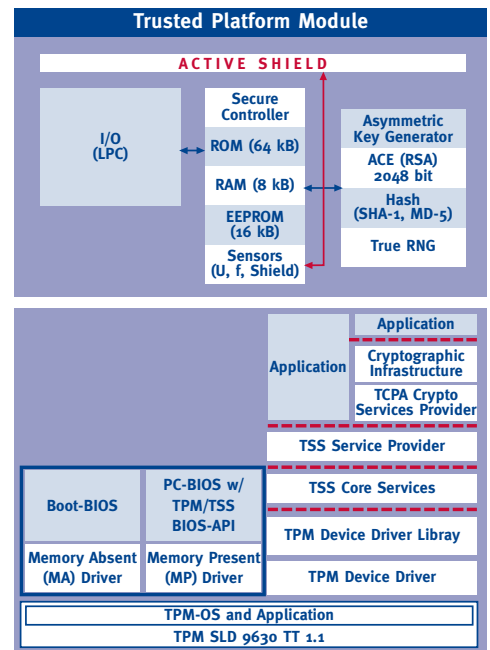 Trusted Platform Module
ACTIVE SHIELD
I/O
(LPC)
Secure
Controller
ROM (64 kB)
RAM (8 kB)
EEPROM
(16 kB)
Sensors
(U, f, Shield)
Asymmetric
Key Generator
ACE (RSA)
2048 bit
Hash
(SHA-1, MD-5)
True RNG
Application
Application
Cryptographic
Infrastructure
TCPA Crypto
Services Provider
TSS Service Provider
TSS Core Services
TPM Device Driver Libray
TPM Device Driver
Boot-BIOS
PC-BIOS w/
TPM/TSS
BIOS-API
Memory Absent
(MA) Driver
Memory Present
(MP) Driver
TPM-OS and Application
TPM SLD 9630 TT 1.1